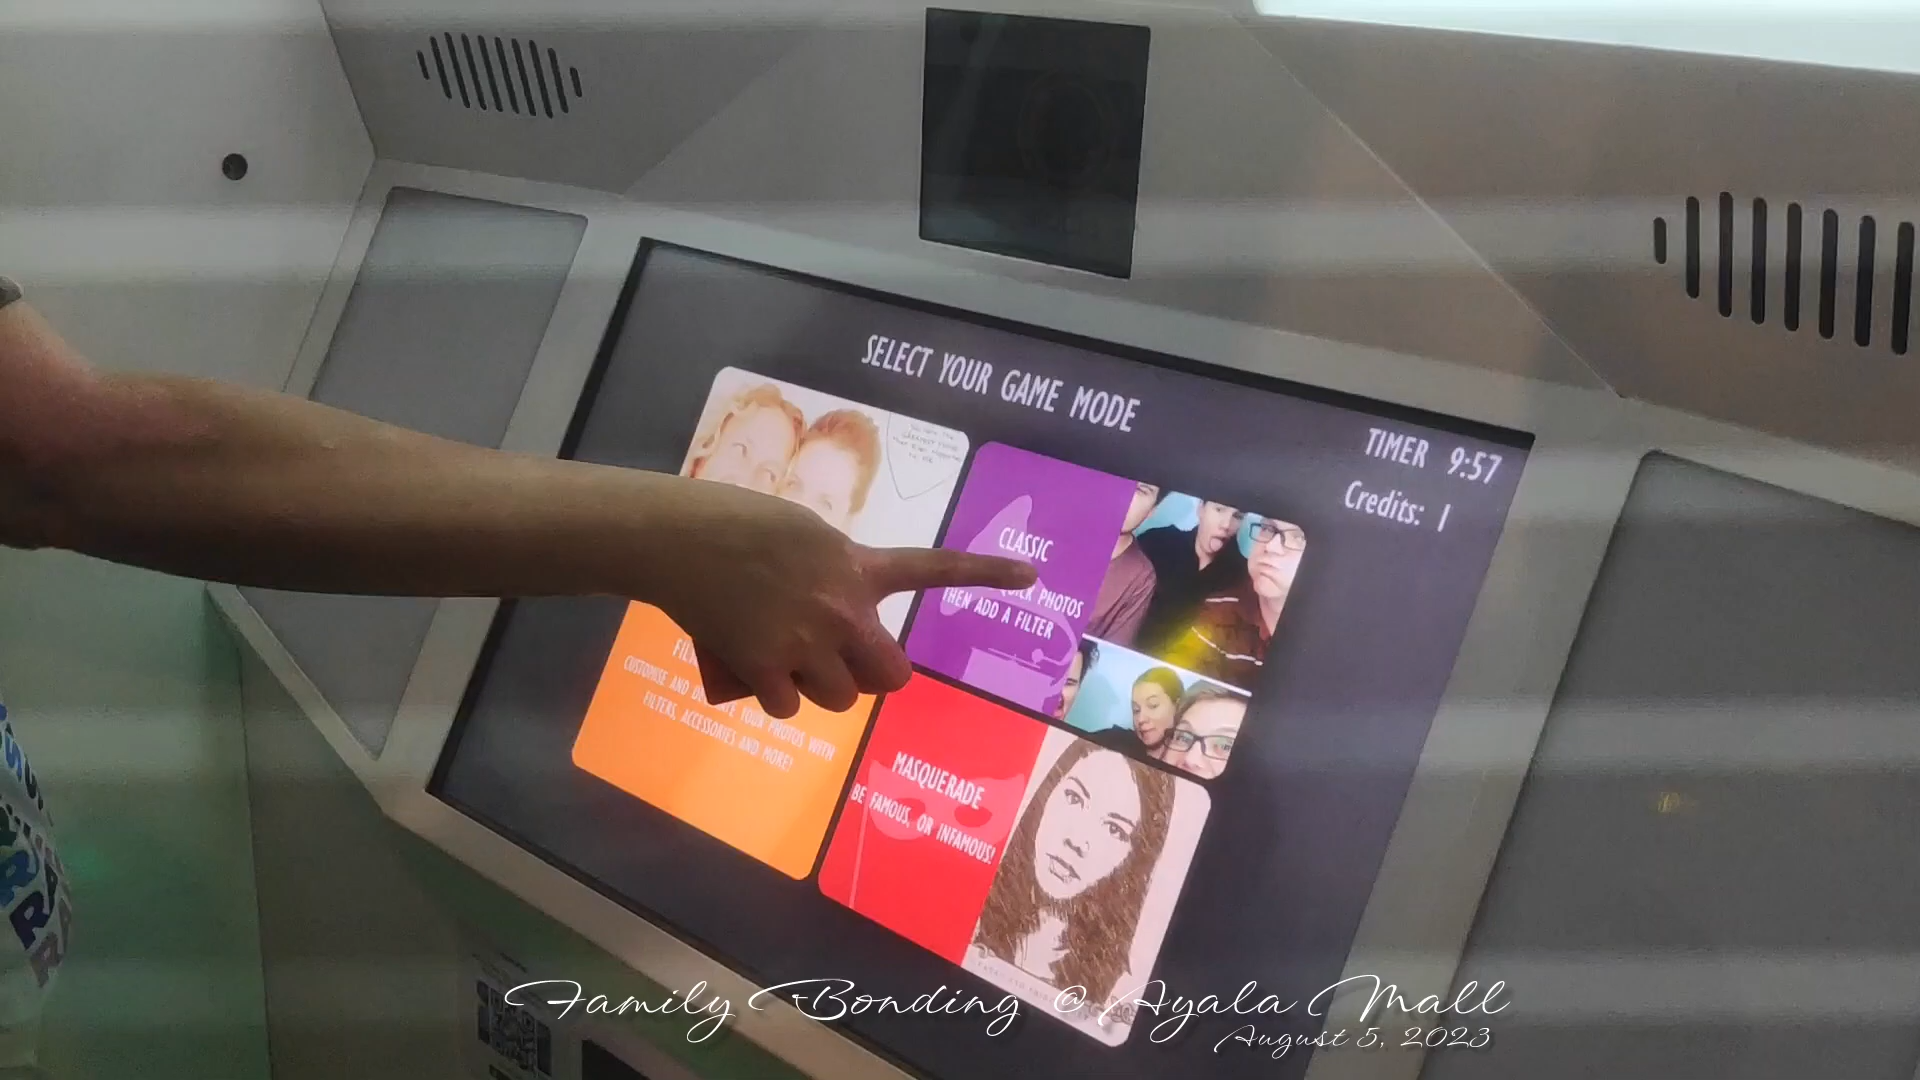 SELECT YOUR GAME MODE
TIMER 9:57
Credits: 1
CLASSIC
PHOTOS
THEN ADD A FILTER
CUSTOMISE AND YOUR PHOTOS WITH
FILTERS, ACCESSORIES AND MORE!
MASQUERADE
BE FAMOUS, OR INFAMOUS!
Family Bonding @ Ayala Mall
August 5, 2023